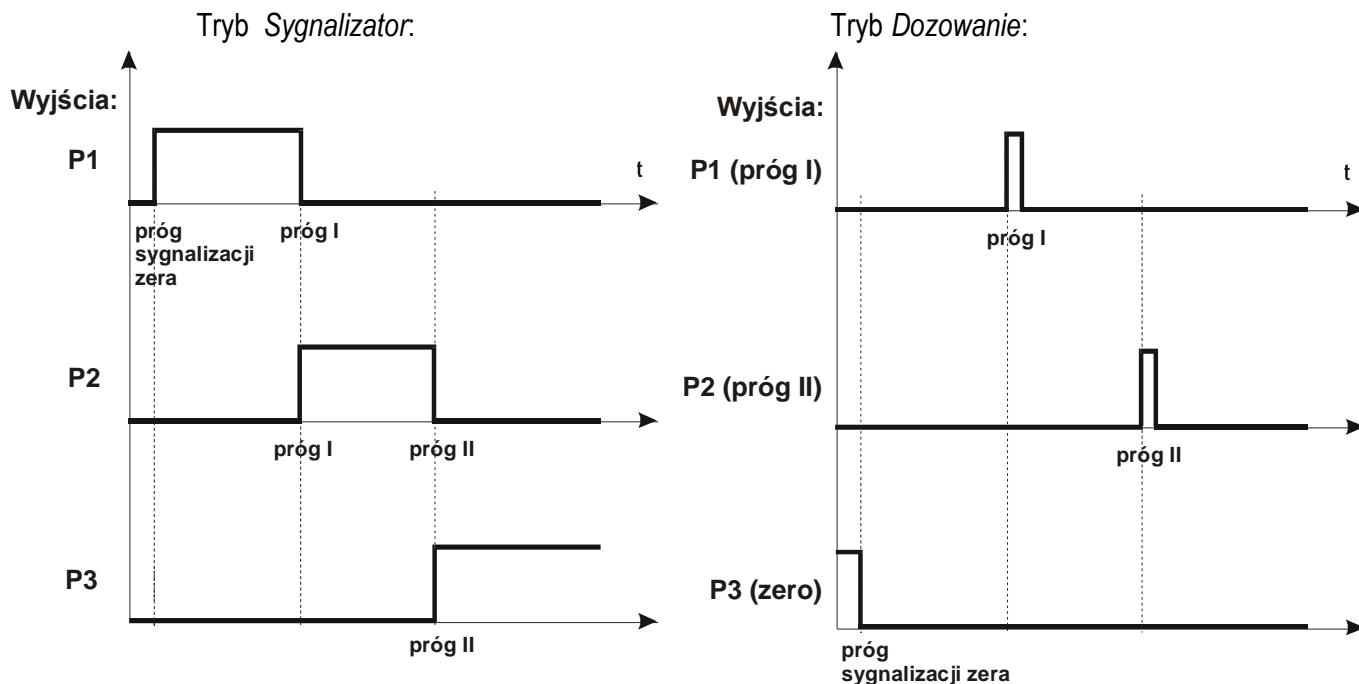 Tryb Sygnalizator:
Wyjścia:
P1
t
próg
sygnalizacji
zera
próg I
P2
próg I
próg II
P3
próg II
Tryb Dozowanie:
Wyjścia:
P1 (próg I)
t
próg I
P2 (próg II)
próg II
P3 (zero)
próg
sygnalizacji zera